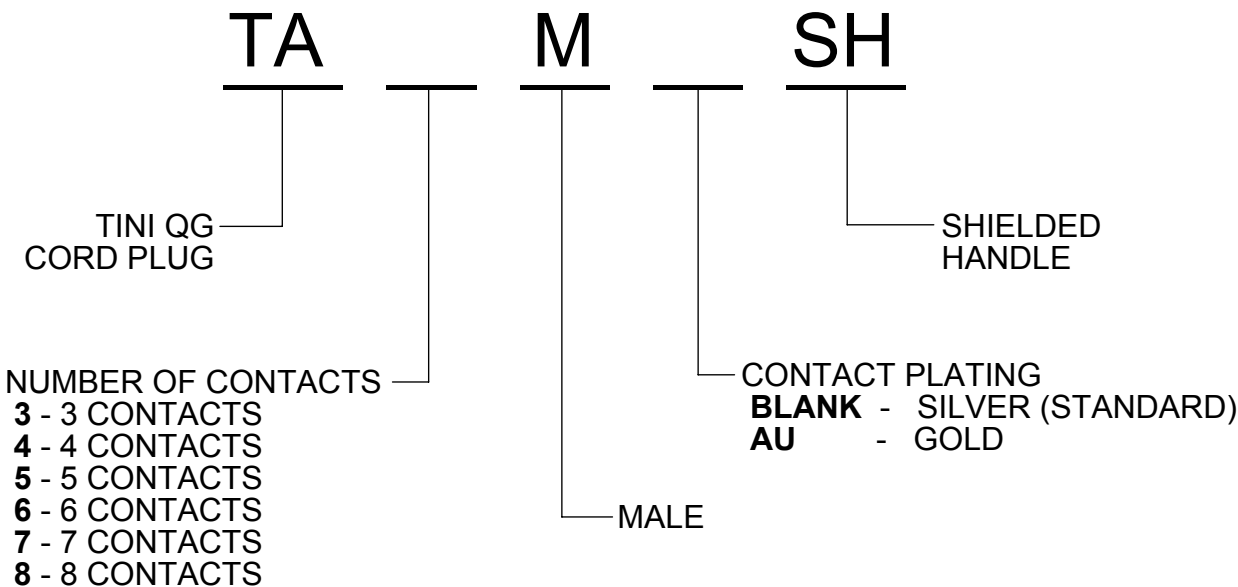 TA M SH
TINI QG
CORD PLUG
SHIELDED
HANDLE
NUMBER OF CONTACTS
3 - 3 CONTACTS
4 - 4 CONTACTS
5 - 5 CONTACTS
6 - 6 CONTACTS
7 - 7 CONTACTS
8 - 8 CONTACTS
CONTACT PLATING
BLANK - SILVER (STANDARD)
AU - GOLD
MALE